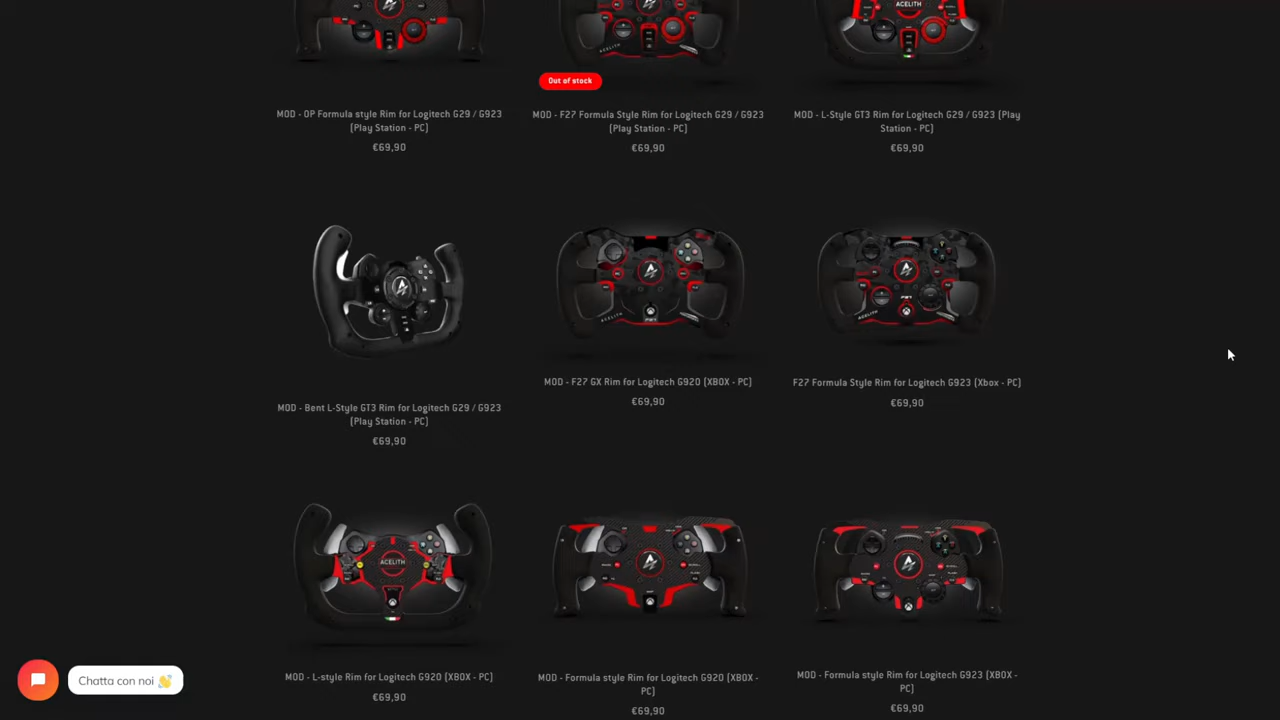 ACELITH
ACELITH
Out of stock
MOD - OP Formula style Rim for Logitech G29 / G923
(Play Station - PC)
€69,90
MOD - F27 Formula Style Rim for Logitech G29 / G923
(Play Station - PC)
€69,90
MOD - L-Style GT3 Rim for Logitech G29 / G923 (Play
Station - PC)
€69,90
ACELITH
ACELITH
MOD - Bent L-Style GT3 Rim for Logitech G29 / G923
(Play Station - PC)
€69,90
MOD - F27 GX Rim for Logitech G920 (XBOX - PC)
€69,90
F27 Formula Style Rim for Logitech G923 (Xbox - PC)
€69,90
ACELITH
MOD - L-style Rim for Logitech G920 (XBOX - PC)
€69,90
MOD - Formula style Rim for Logitech G920 (XBOX -
PC)
€69,90
MOD - Formula style Rim for Logitech G923 (XBOX -
PC)
€69,90
Chatta con noi 👋